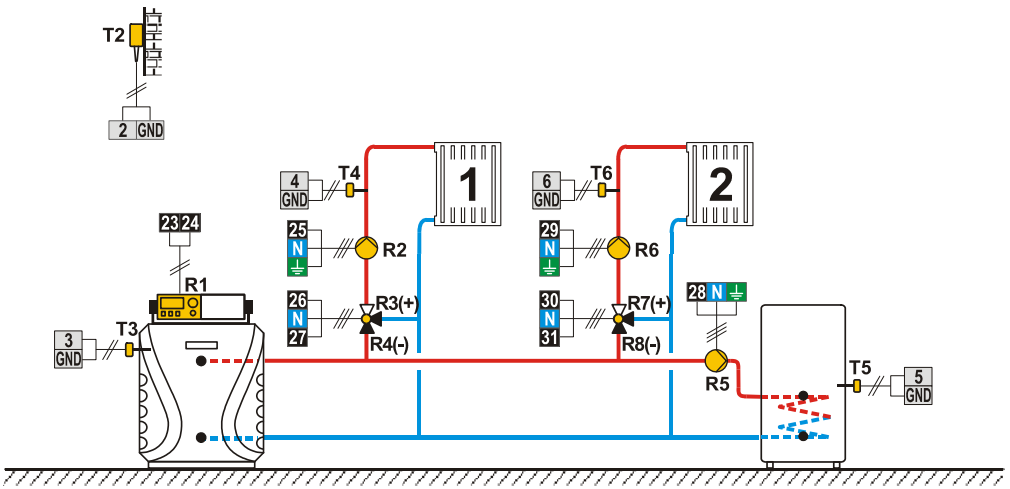 T2
2 GND
T4
4
GND
1
T6
6
GND
2
23 24
25
N
R2
29
N
R6
R1
26
N
27
R3(+)
R4(-)
30
N
31
R7(+)
R8(-)
28 N
T3
3
GND
R5
T5
5
GND